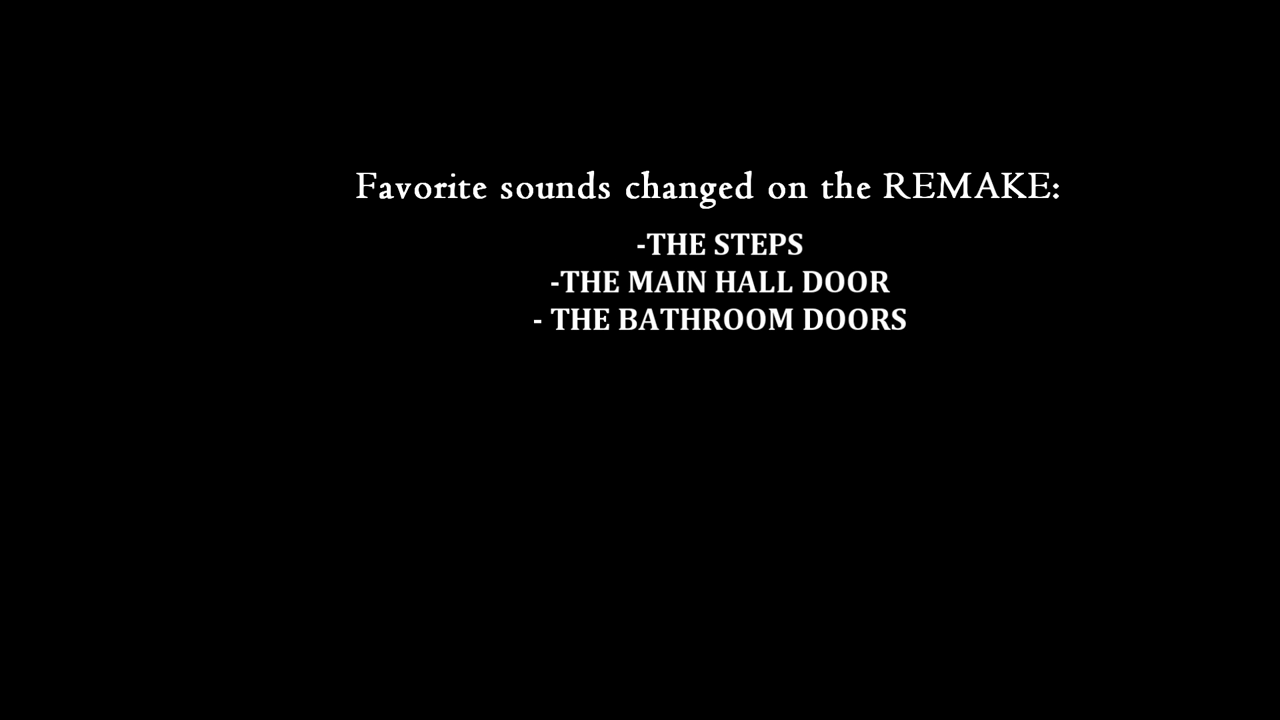 Favorite sounds changed on the REMAKE:
-THE STEPS
-THE MAIN HALL DOOR
- THE BATHROOM DOORS